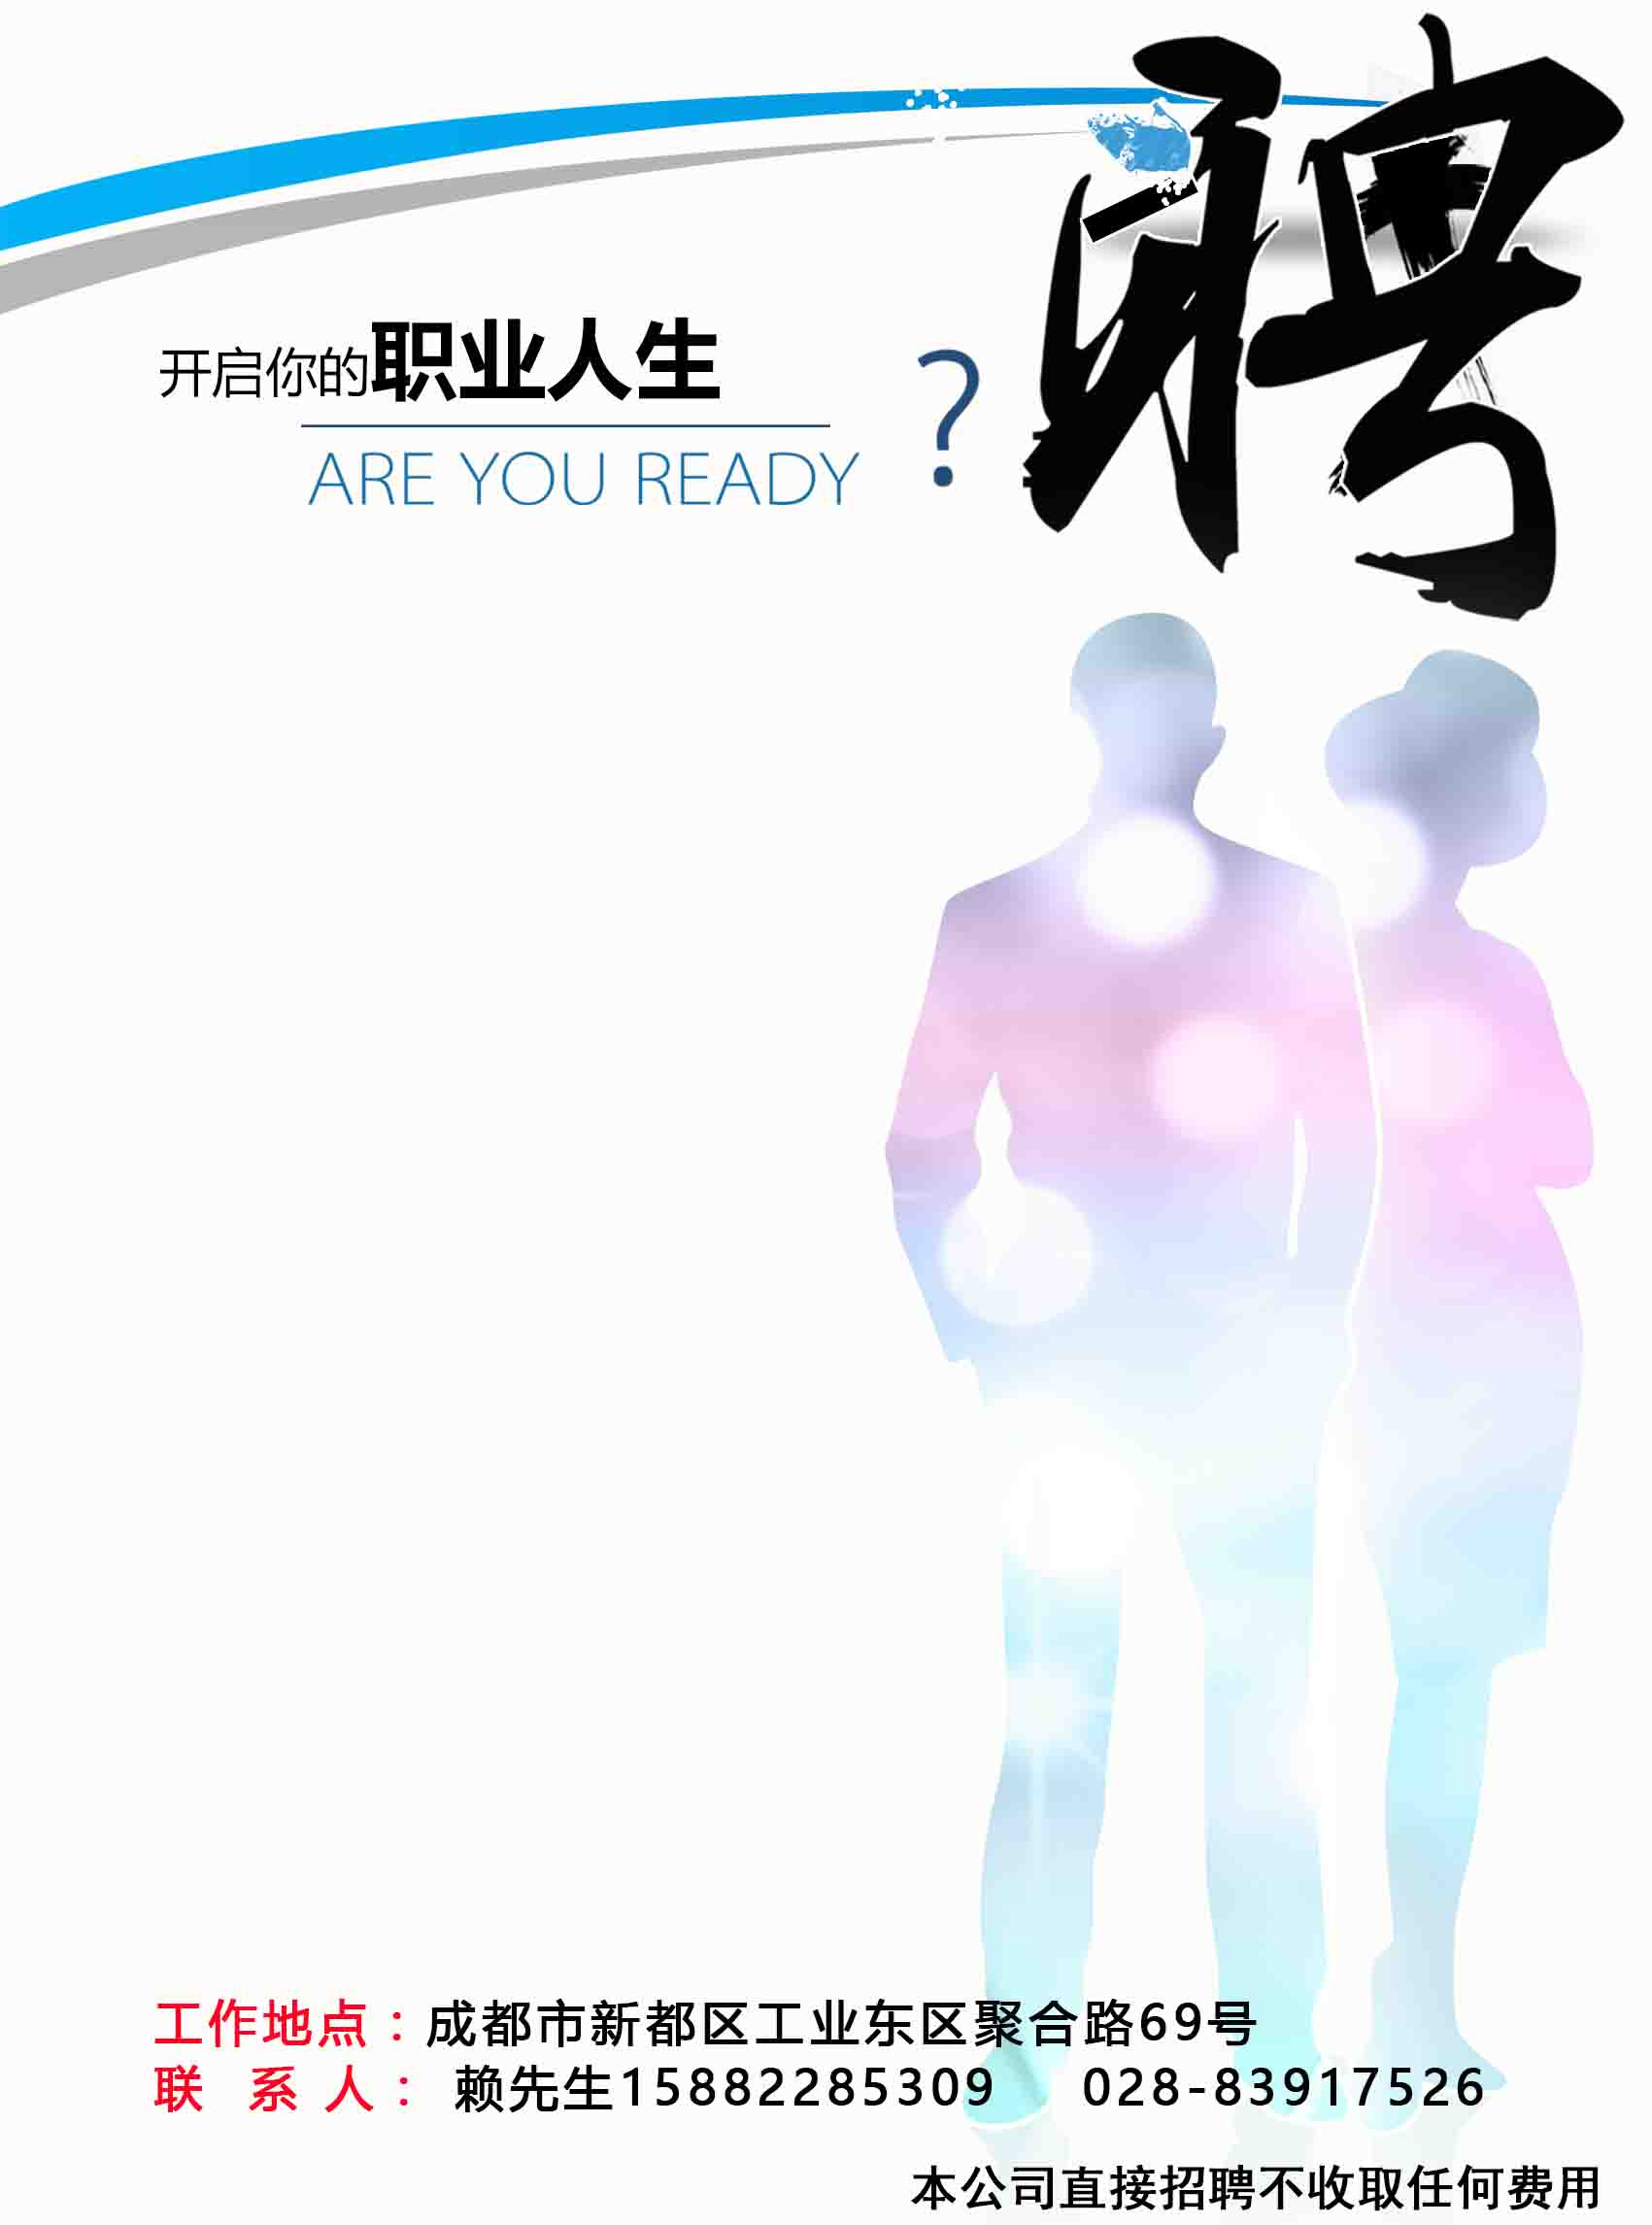 聘
开启你的职业人生
ARE YOU READY ?
工作地点：成都市新都区工业东区聚合路69号
联 系 人： 赖先生15882285309 028-83917526
本公司直接招聘不收取任何费用